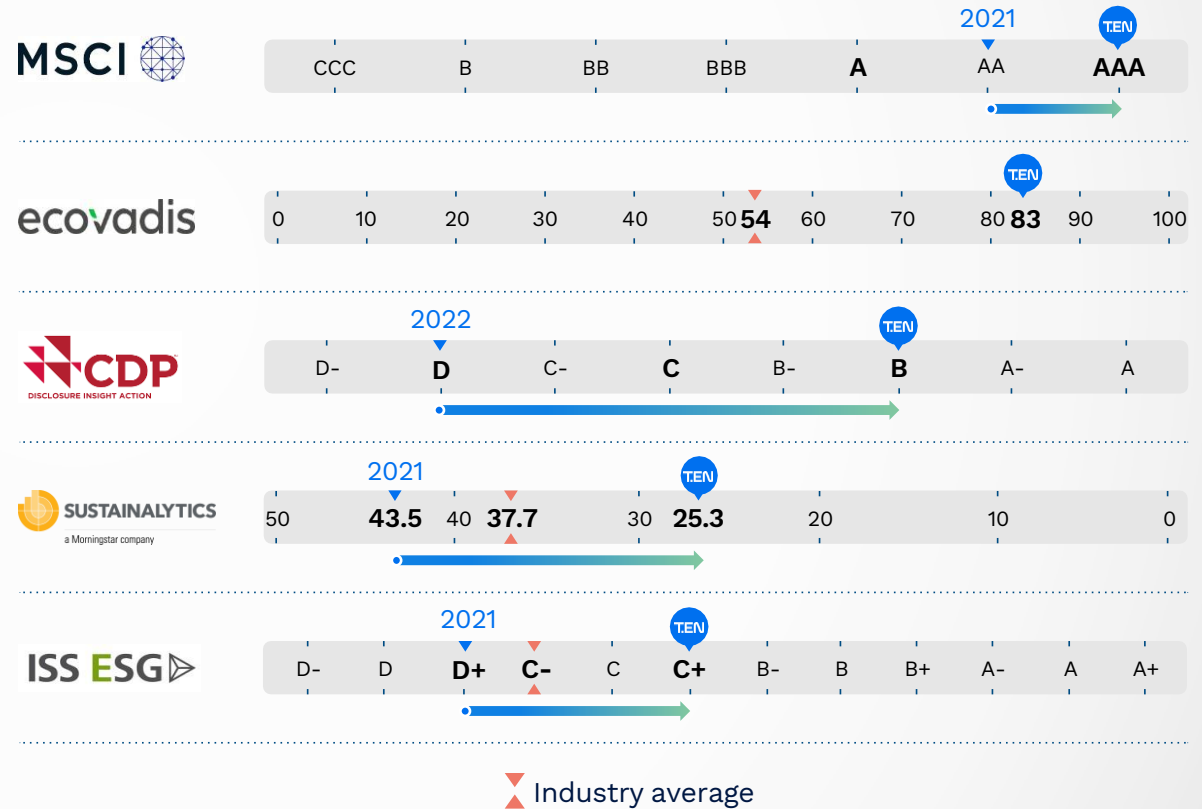 2021
T.EN
MSCI
CCC B BB BBB A AA AAA
T.EN
ecovadis
0 10 20 30 40 50 54 60 70 80 83 90 100
2022
T.EN
CDP
DISCLOSURE INSIGHT ACTION
D- D C- C B- B A- A
2021
T.EN
SUSTAINALYTICS
a Morningstar company
50 43.5 40 37.7 30 25.3 20 10 0
2021
T.EN
ISS ESG
D- D D+ C- C C+ B- B B+ A- A A+
Industry average